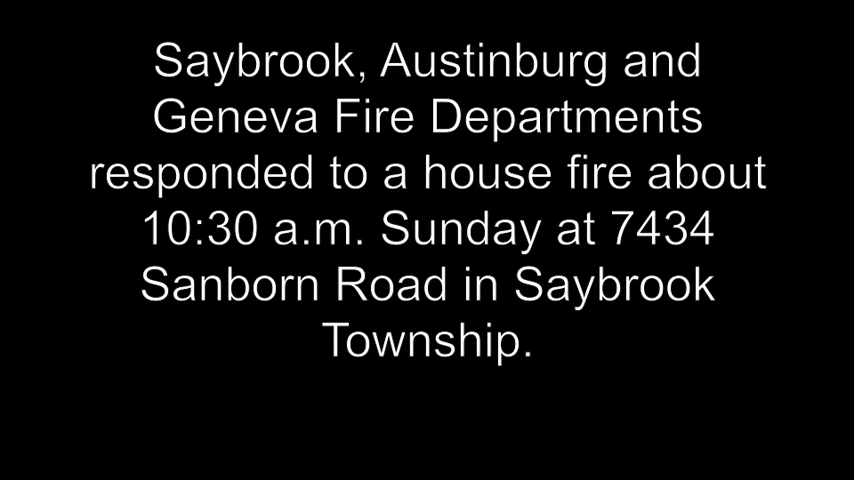 Saybrook, Austinburg and
Geneva Fire Departments
responded to a house fire about
10:30 a.m. Sunday at 7434
Sanborn Road in Saybrook
Township.